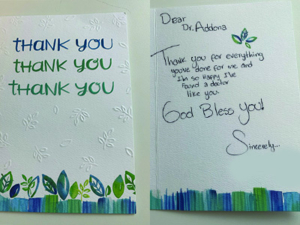 THANK YOU
THANK YOU
THANK YOU
Dear
Dr. Addona
Thank you for everything
you've done for me and
I'm so Happy I've
found a doctor
like you.
God Bless You!!
Sincerely...